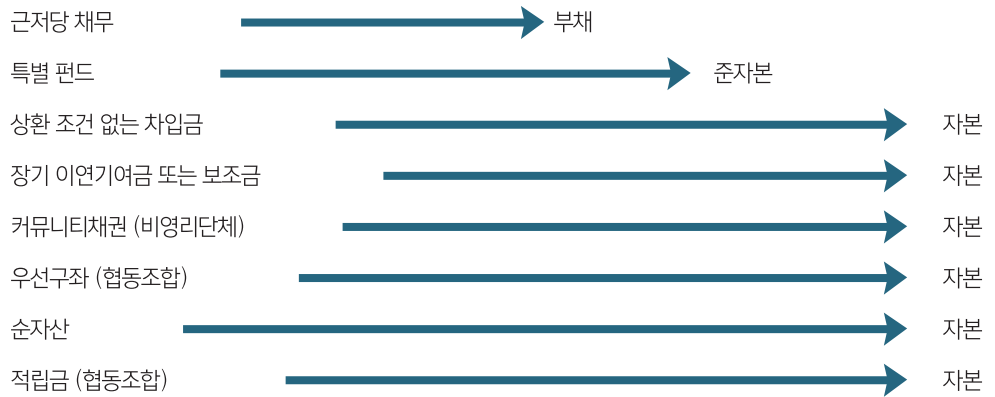 근저당 채무 부채
특별 펀드 준자본
상환 조건 없는 차입금 자본
장기 이연기여금 또는 보조금 자본
커뮤니티채권 (비영리단체) 자본
우선구좌 (협동조합) 자본
순자산 자본
적립금 (협동조합) 자본